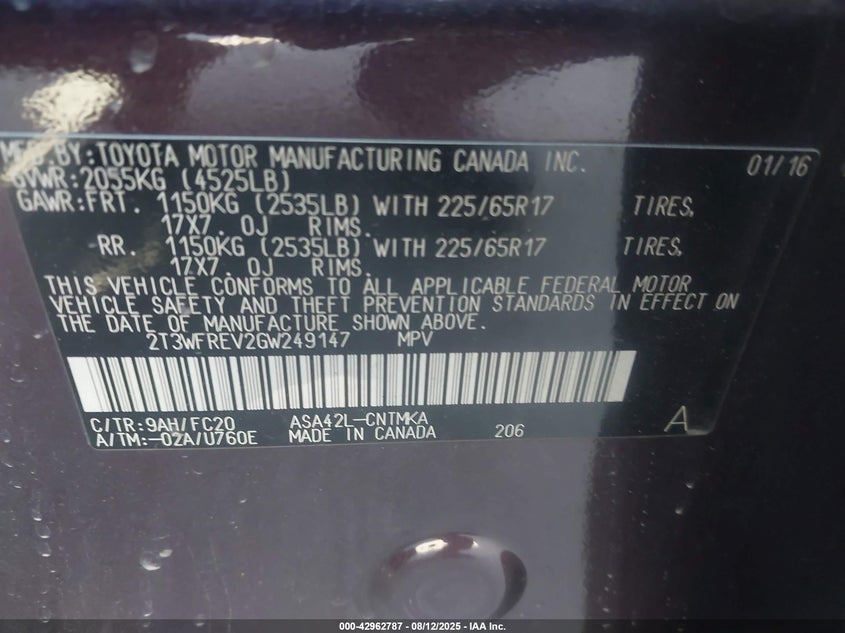 MFD.BY:TOYOTA MOTOR MANUFACTURING CANADA INC. 01/16
GVWR:2055KG (4525LB)
GAWR:FRT. 1150KG (2535LB) WITH 225/65R17 TIRES,
17X7.0J RIMS.
RR. 1150KG (2535LB) WITH 225/65R17 TIRES,
17X7.0J RIMS.
THIS VEHICLE CONFORMS TO ALL APPLICABLE FEDERAL MOTOR
VEHICLE SAFETY AND THEFT PREVENTION STANDARDS IN EFFECT ON
THE DATE OF MANUFACTURE SHOWN ABOVE.
2T3WFREV2GW249147 MPV
C/TR:9AH/FC20 ASA42L-CNTMKA
A/TM:-02A/U760E MADE IN CANADA 206 A
000-42962787 - 08/12/2025 - IAA Inc.